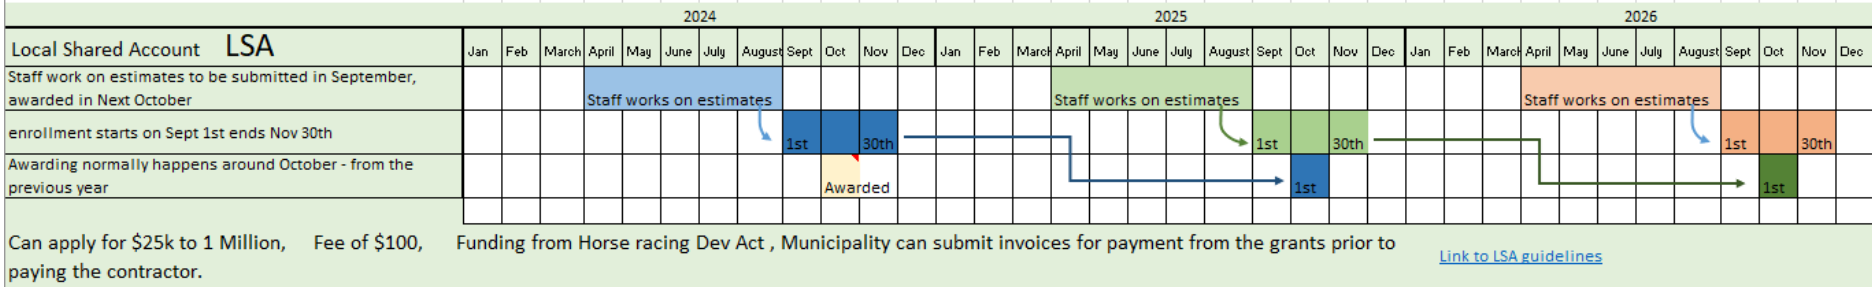 2024 2025 2026
Local Shared Account LSA Jan Feb March April May June July August Sept Oct Nov Dec Jan Feb March April May June July August Sept Oct Nov Dec Jan Feb March April May June July August Sept Oct Nov Dec
Staff work on estimates to be submitted in September,
awarded in Next October
Staff works on estimates Staff works on estimates Staff works on estimates
enrollment starts on Sept 1st ends Nov 30th
1st 30th 1st 30th 1st 30th
Awarding normally happens around October - from the
previous year
Awarded 1st 1st
Can apply for $25k to 1 Million, Fee of $100, Funding from Horse racing Dev Act , Municipality can submit invoices for payment from the grants prior to
paying the contractor.
Link to LSA guidelines